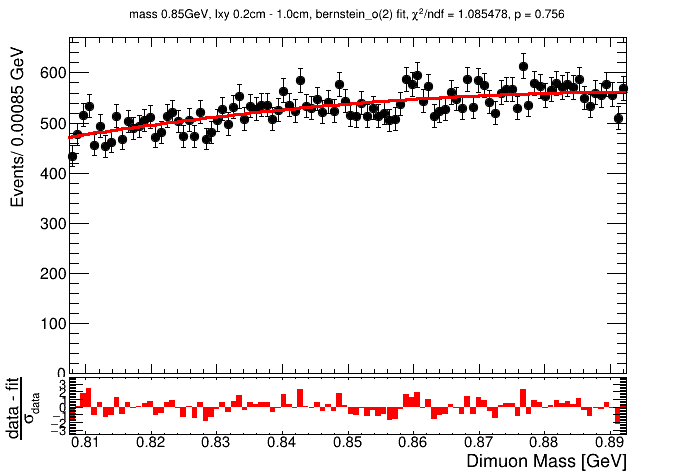 mass 0.85GeV, lxy 0.2cm - 1.0cm, bernstein_o(2) fit, χ²/ndf = 1.085478, p = 0.756
Events/ 0.00085 GeV
600
500
400
300
200
100
0
data - fit
σdata
3
2
1
0
−1
−2
−3
0.81 0.82 0.83 0.84 0.85 0.86 0.87 0.88 0.89
Dimuon Mass [GeV]